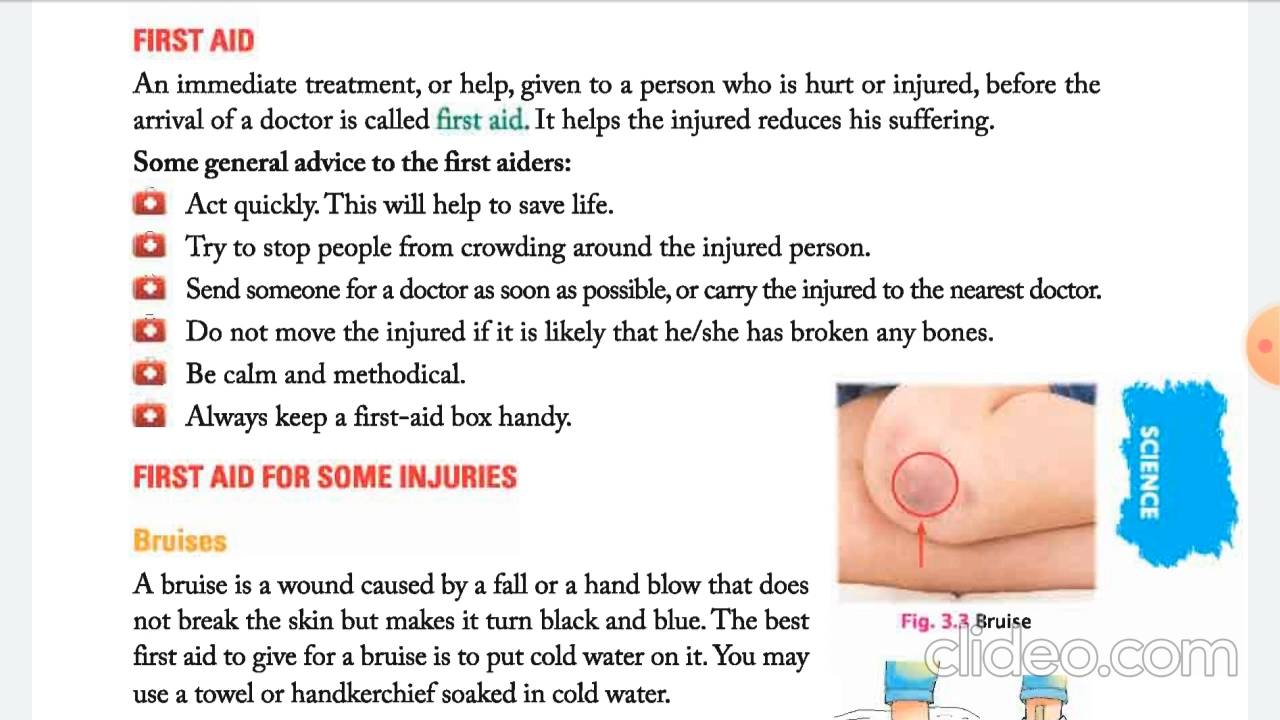 FIRST AID
An immediate treatment, or help, given to a person who is hurt or injured, before the
arrival of a doctor is called first aid. It helps the injured reduces his suffering.
Some general advice to the first aiders:
Act quickly. This will help to save life.
Try to stop people from crowding around the injured person.
Send someone for a doctor as soon as possible, or carry the injured to the nearest doctor.
Do not move the injured if it is likely that he/she has broken any bones.
Be calm and methodical.
Always keep a first-aid box handy.
FIRST AID FOR SOME INJURIES
Bruises
A bruise is a wound caused by a fall or a hand blow that does
not break the skin but makes it turn black and blue. The best
first aid to give for a bruise is to put cold water on it. You may
use a towel or handkerchief soaked in cold water.
Fig. 3.3 Bruise
SCIENCE
clideo.com